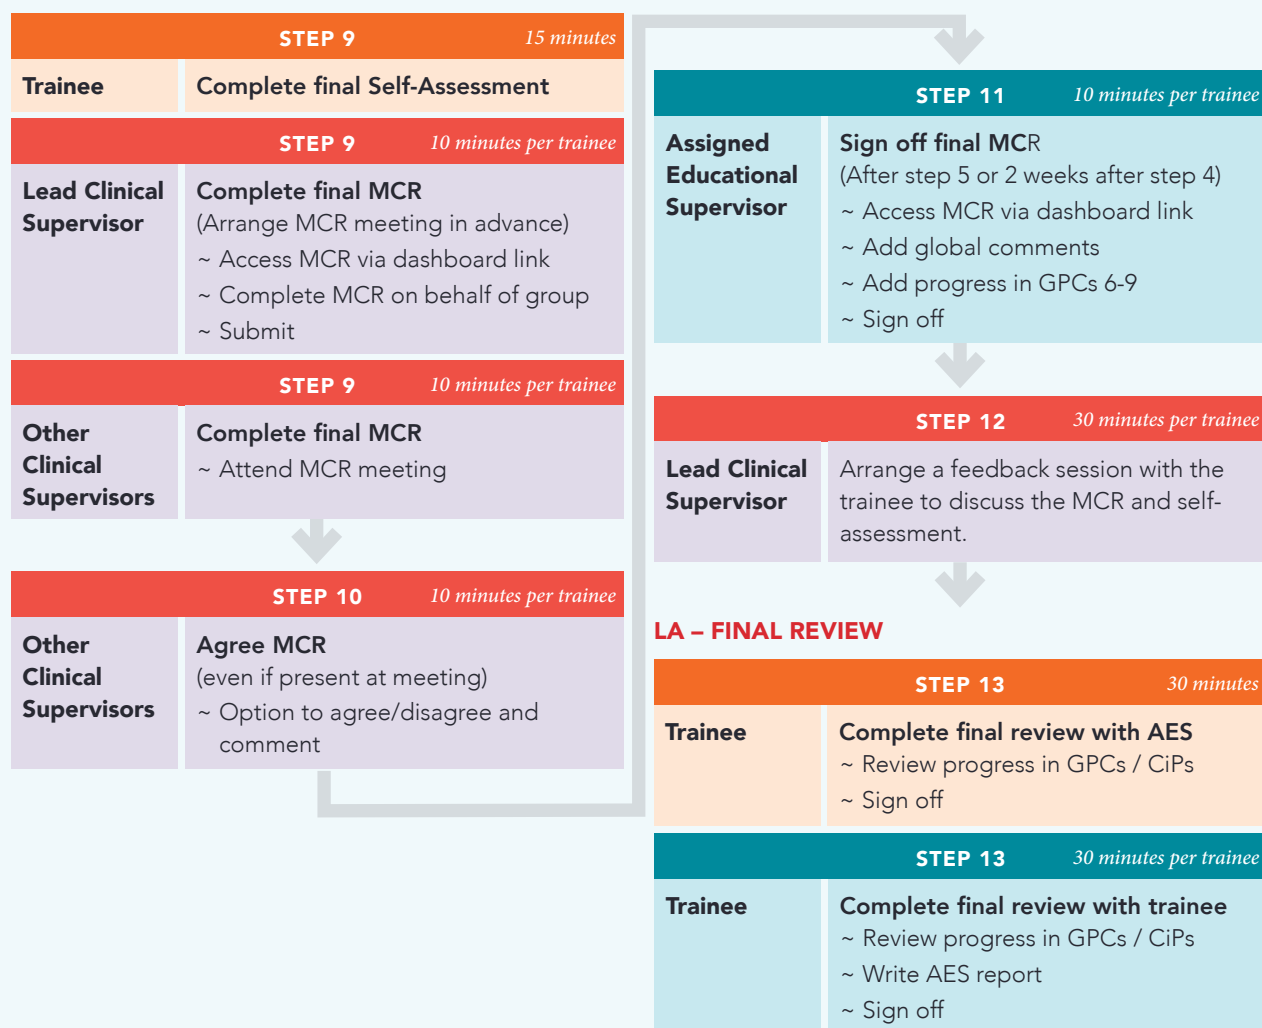 STEP 9 15 minutes
Trainee Complete final Self-Assessment
STEP 9 10 minutes per trainee
Lead Clinical Supervisor
Complete final MCR
(Arrange MCR meeting in advance)
~ Access MCR via dashboard link
~ Complete MCR on behalf of group
~ Submit
STEP 9 10 minutes per trainee
Other
Clinical
Supervisors
Complete final MCR
~ Attend MCR meeting
STEP 10 10 minutes per trainee
Other
Clinical
Supervisors
Agree MCR
(even if present at meeting)
~ Option to agree/disagree and
comment
STEP 11 10 minutes per trainee
Assigned
Educational
Supervisor
Sign off final MCR
(After step 5 or 2 weeks after step 4)
~ Access MCR via dashboard link
~ Add global comments
~ Add progress in GPCs 6-9
~ Sign off
STEP 12 30 minutes per trainee
Lead Clinical
Supervisor
Arrange a feedback session with the
trainee to discuss the MCR and self-
assessment.
LA – FINAL REVIEW
STEP 13 30 minutes
Trainee
Complete final review with AES
~ Review progress in GPCs / CiPs
~ Sign off
STEP 13 30 minutes per trainee
Trainee
Complete final review with trainee
~ Review progress in GPCs / CiPs
~ Write AES report
~ Sign off